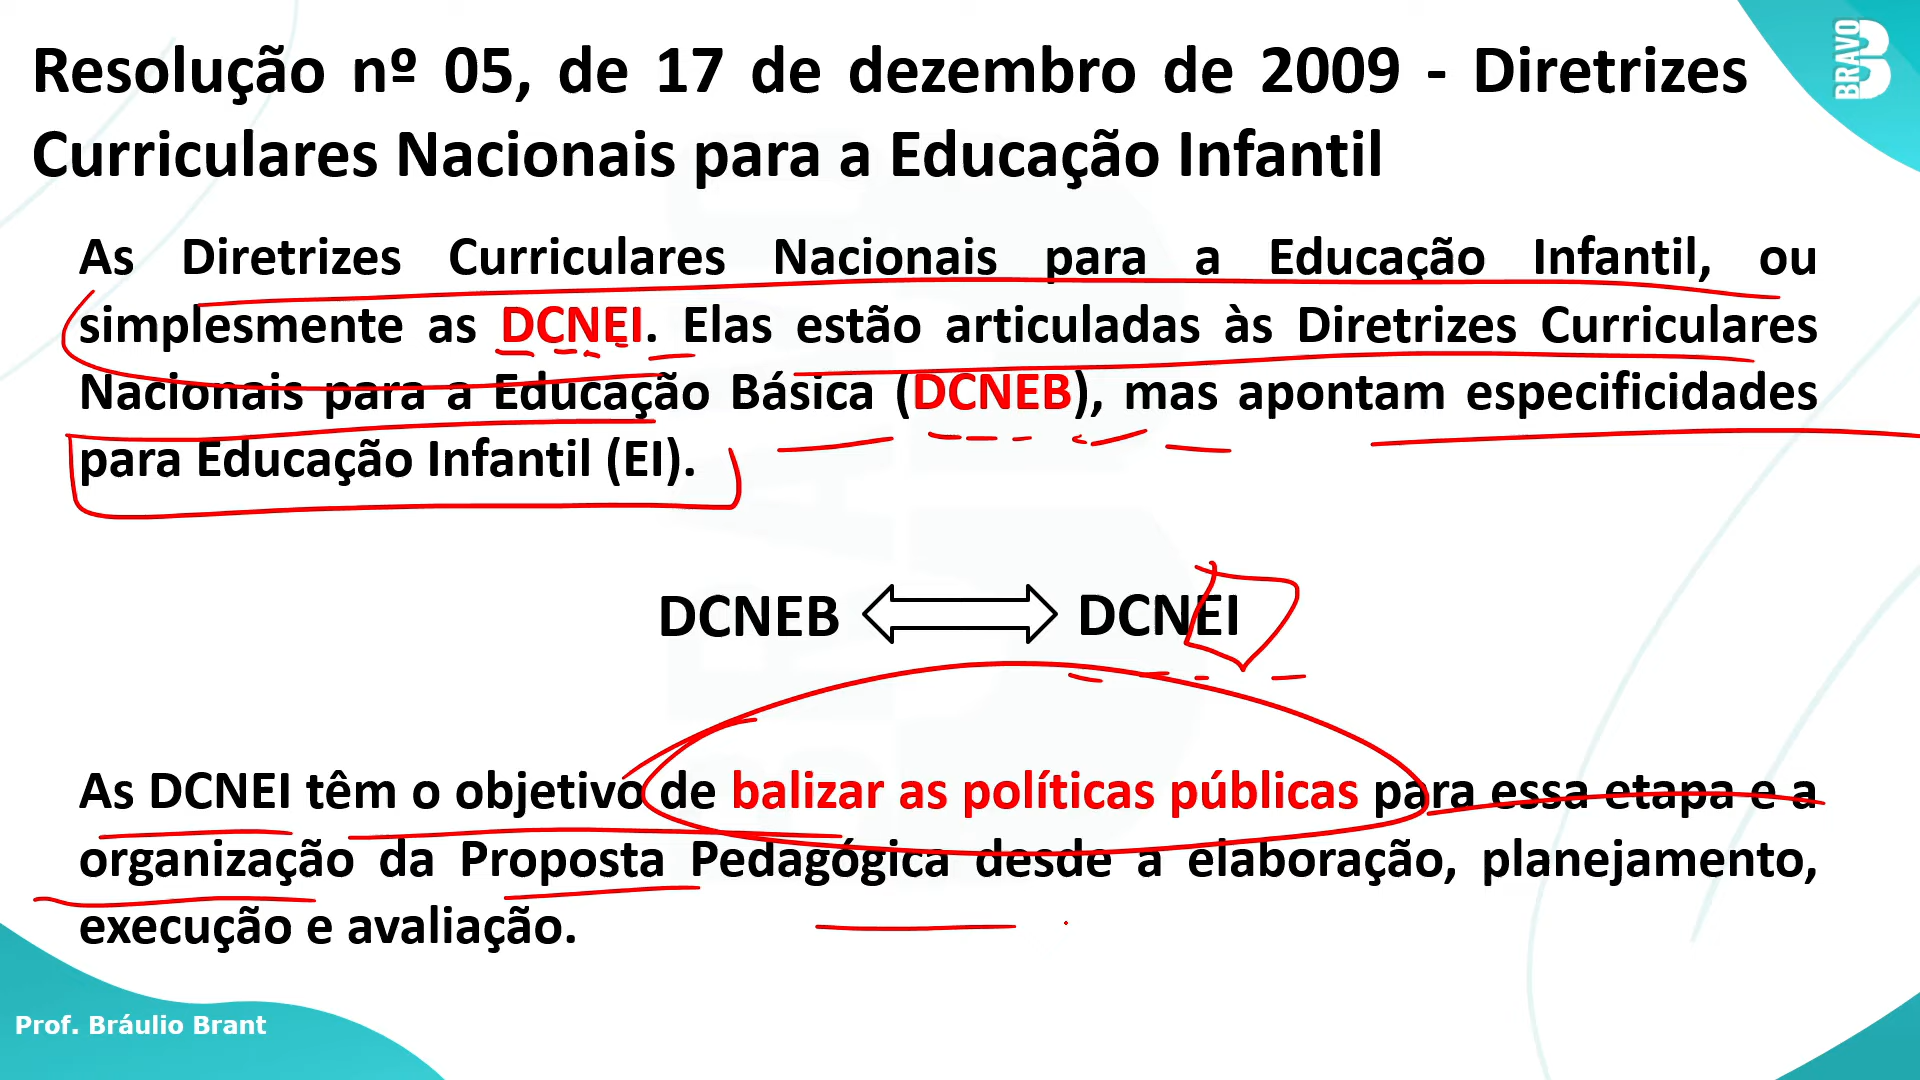 Resolução nº 05, de 17 de dezembro de 2009 - Diretrizes
Curriculares Nacionais para a Educação Infantil
BRAVO
As Diretrizes Curriculares Nacionais para a Educação Infantil, ou
simplesmente as DCNEI. Elas estão articuladas às Diretrizes Curriculares
Nacionais para a Educação Básica (DCNEB), mas apontam especificidades
para Educação Infantil (EI).
DCNEB DCNEI
As DCNEI têm o objetivo de balizar as políticas públicas para essa etapa e a
organização da Proposta Pedagógica desde a elaboração, planejamento,
execução e avaliação.
Prof. Bráulio Brant